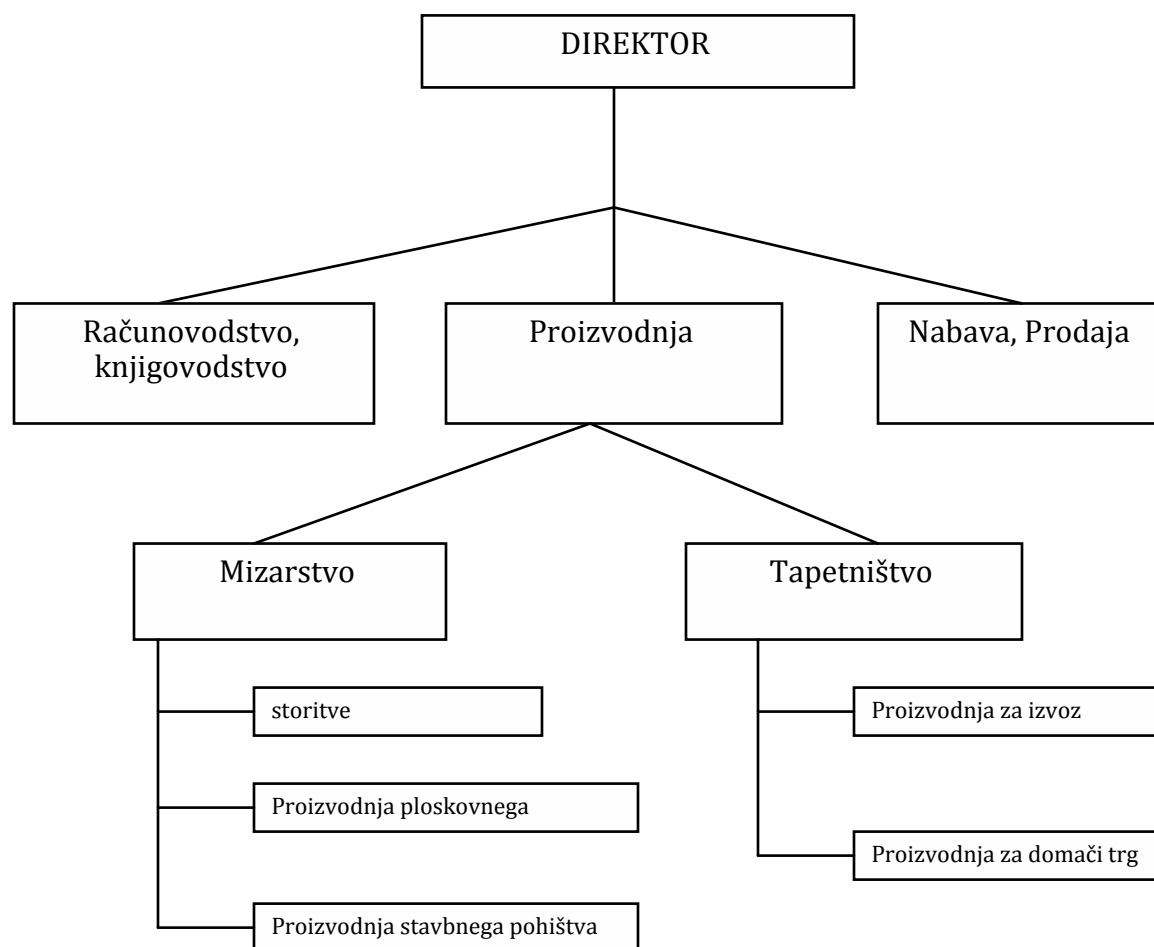 DIREKTOR
Računovodstvo,
knjigovodstvo
Proizvodnja
Nabava, Prodaja
Mizarstvo
Tapetništvo
storitve
Proizvodnja za izvoz
Proizvodnja ploskovnega
Proizvodnja za domači trg
Proizvodnja stavbnega pohištva